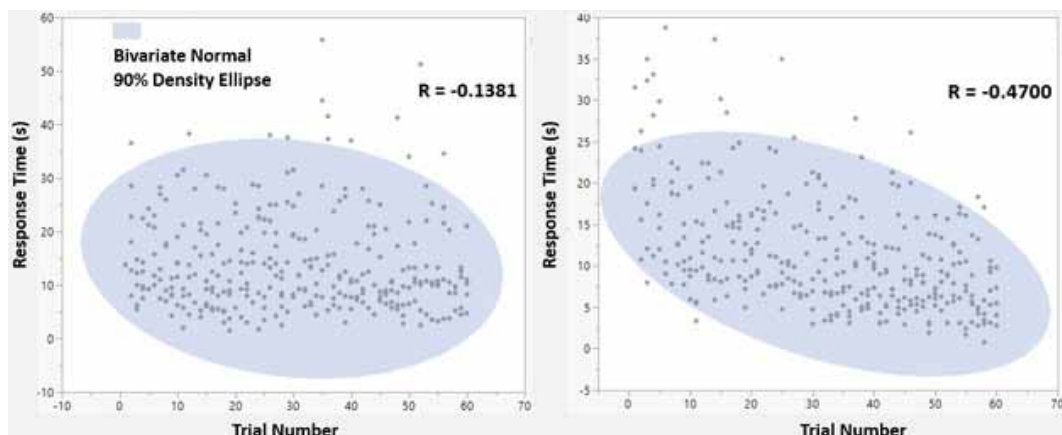 Bivariate Normal
90% Density Ellipse
R = -0.1381
Response Time (s)
60
50
40
30
20
10
0
-10
-10 0 10 20 30 40 50 60 70
Trial Number
R = -0.4700
Response Time (s)
40
35
30
25
20
15
10
5
0
-5
0 10 20 30 40 50 60 70
Trial Number